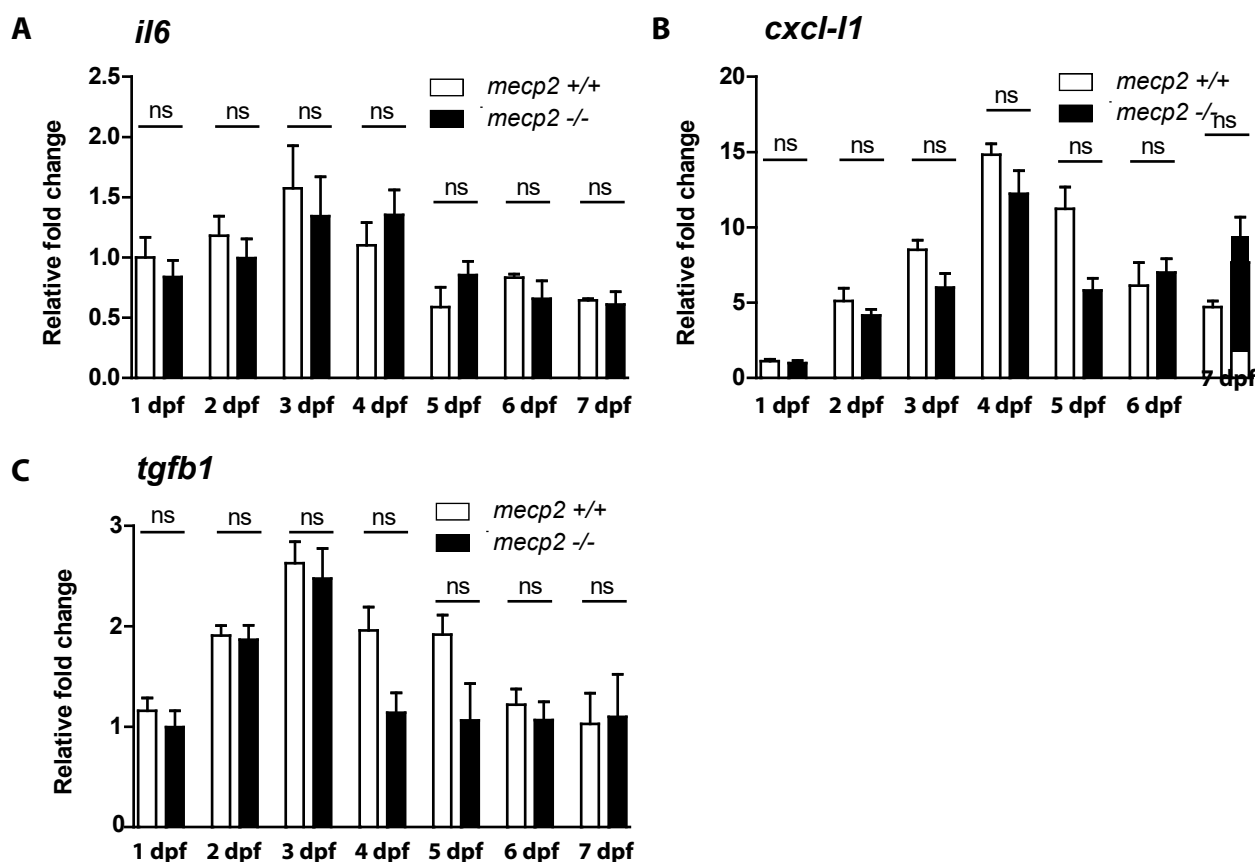 A
il6
Relative fold change
2.5
2.0
1.5
1.0
0.5
0.0
mecp2 +/+
mecp2 -/-
ns
ns
ns
ns
ns
ns
ns
1 dpf 2 dpf 3 dpf 4 dpf 5 dpf 6 dpf 7 dpf
B
cxcl-l1
Relative fold change
20
15
10
5
0
mecp2 +/+
mecp2 -/-
ns
ns
ns
ns
ns
ns
ns
1 dpf 2 dpf 3 dpf 4 dpf 5 dpf 6 dpf 7 dpf
C
tgfb1
Relative fold change
3
2
1
0
mecp2 +/+
mecp2 -/-
ns
ns
ns
ns
ns
ns
ns
1 dpf 2 dpf 3 dpf 4 dpf 5 dpf 6 dpf 7 dpf